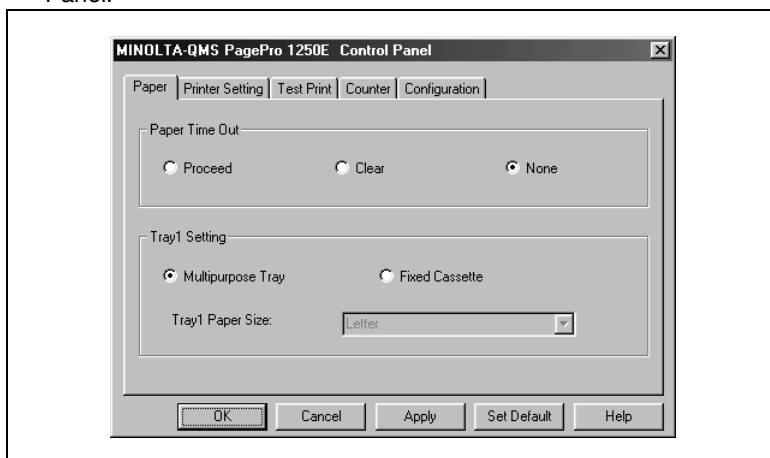 Panel.
MINOLTA-QMS PagePro 1250E Control Panel
Paper Printer Setting Test Print Counter Configuration
Paper Time Out
Proceed Clear None
Tray1 Setting
Multipurpose Tray Fixed Cassette
Tray1 Paper Size: Letter
OK Cancel Apply Set Default Help